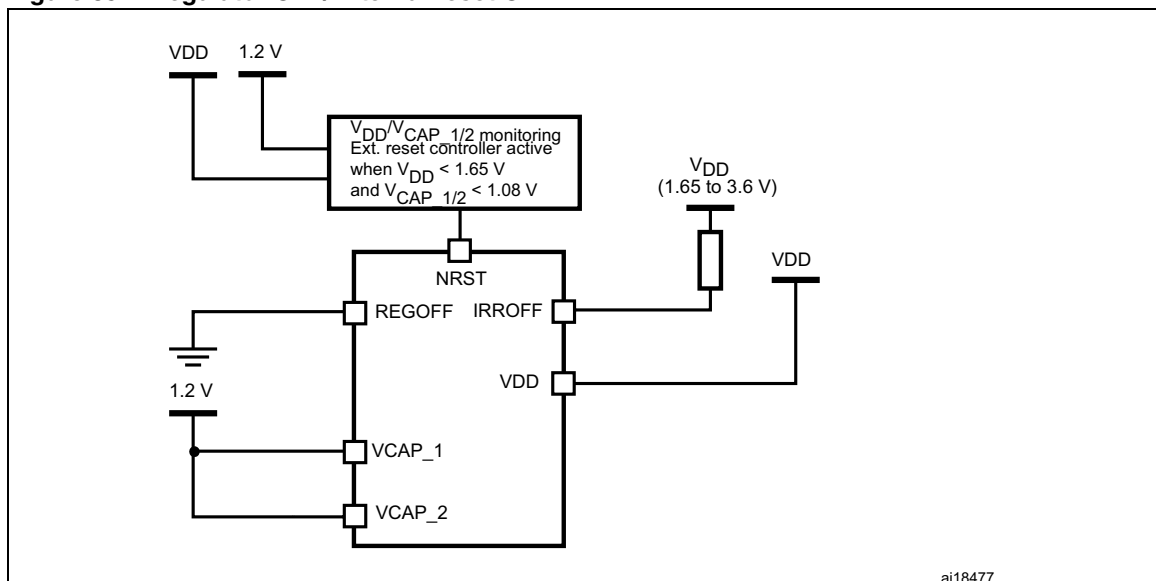 VDD
1.2 V
VDD/VCAP_1/2 monitoring
Ext. reset controller active
when VDD < 1.65 V
and VCAP_1/2 < 1.08 V
VDD
(1.65 to 3.6 V)
VDD
NRST
REGOFF
IRROFF
VDD
1.2 V
VCAP_1
VCAP_2
ai18477